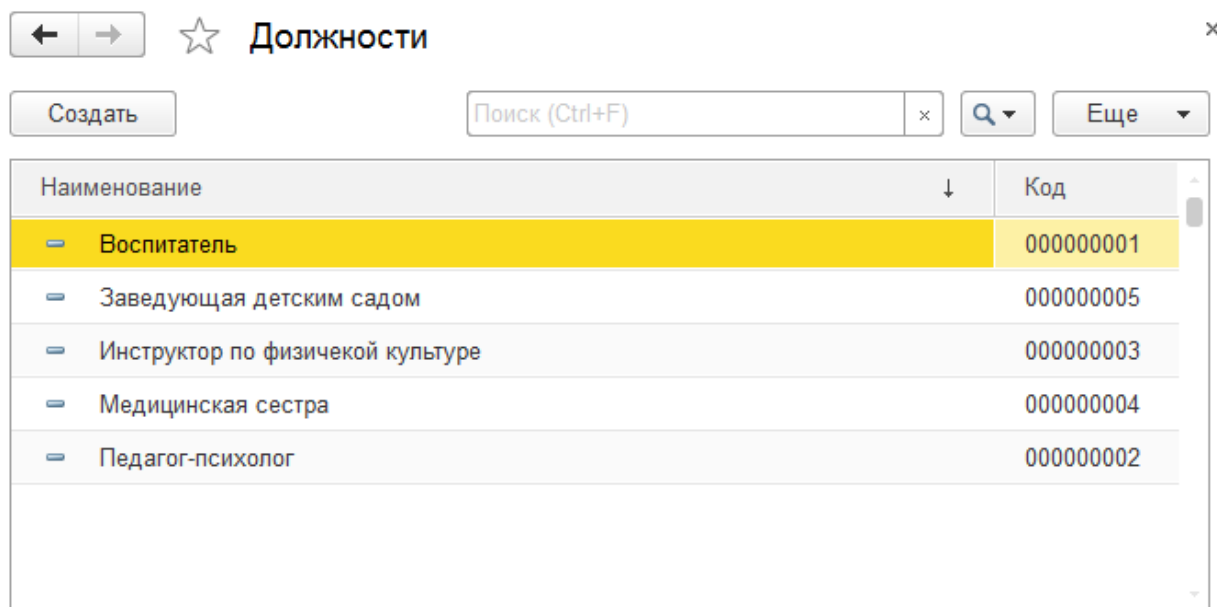 Должности
Создать Поиск (Ctrl+F) Еще
Наименование Код
Воспитатель 000000001
Заведующая детским садом 000000005
Инструктор по физичекой культуре 000000003
Медицинская сестра 000000004
Педагог-психолог 000000002